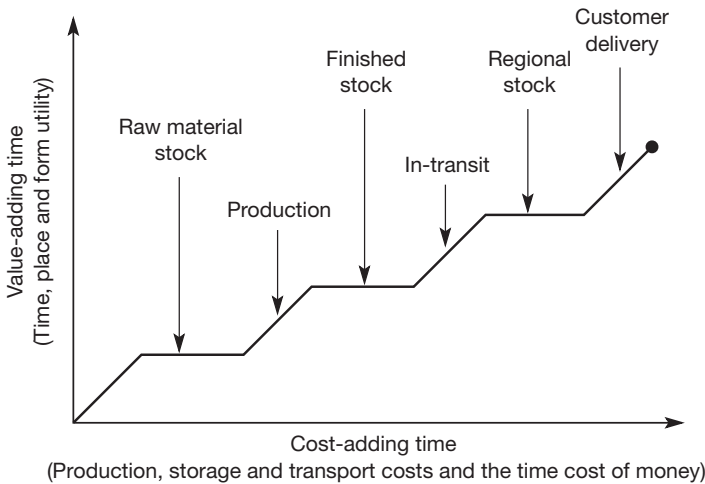 Customer
delivery
Finished
stock
Regional
stock
Raw material
stock
In-transit
Production
Value-adding time
(Time, place and form utility)
Cost-adding time
(Production, storage and transport costs and the time cost of money)